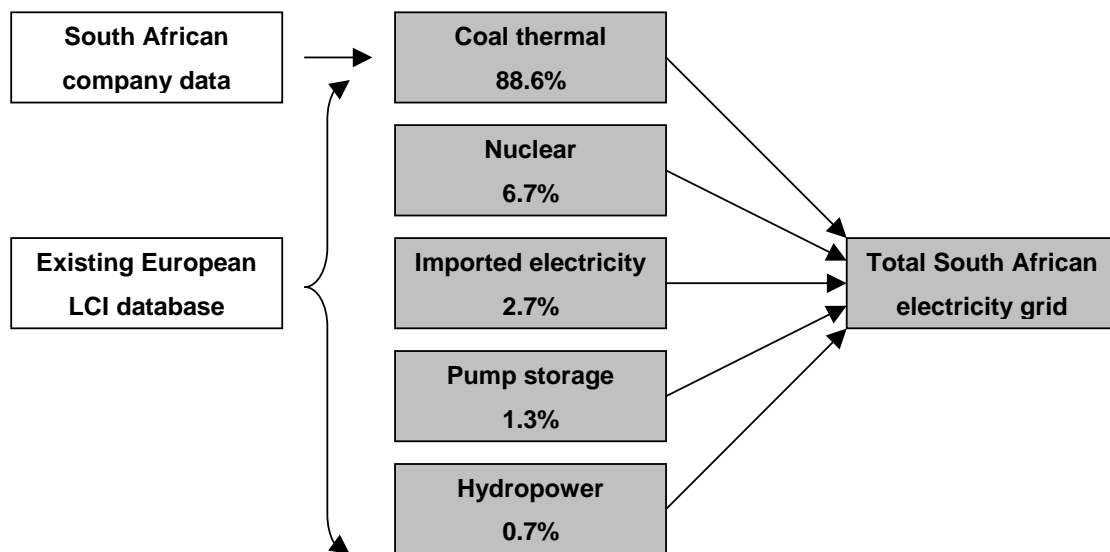 South African
company data
Existing European
LCI database
Coal thermal
88.6%
Nuclear
6.7%
Imported electricity
2.7%
Pump storage
1.3%
Hydropower
0.7%
Total South African
electricity grid